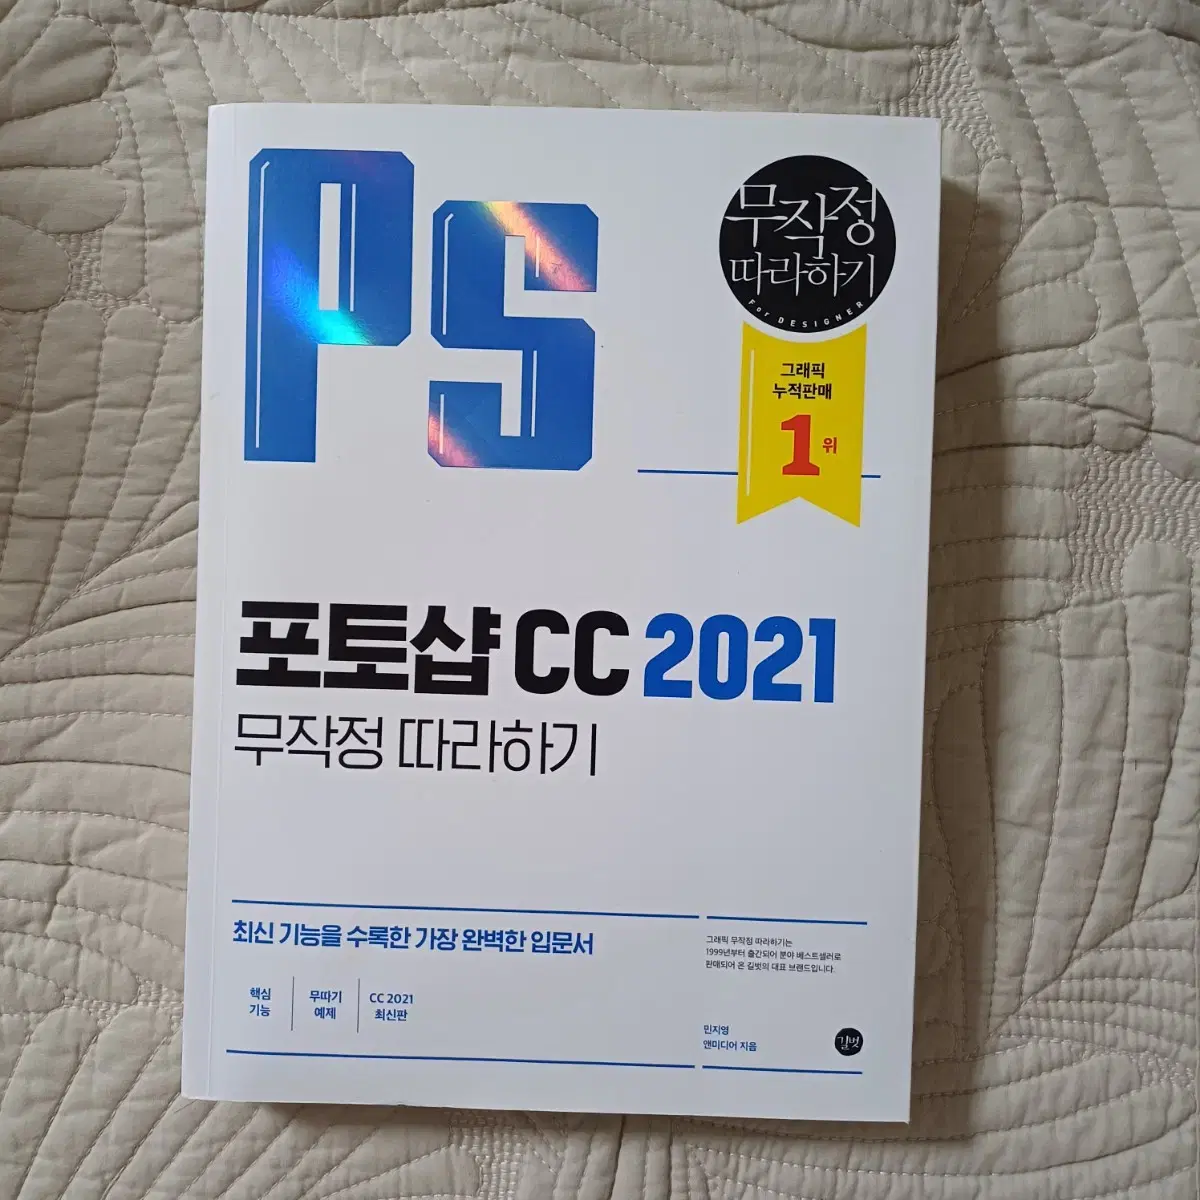 PS
무작정
따라하기
For DESIGNER
그래픽
누적판매
1위
포토샵 CC 2021
무작정 따라하기
최신 기능을 수록한 가장 완벽한 입문서
핵심
기능
무따기
예제
CC 2021
최신판
그래픽 무작정 따라하기는
1999년부터 출간되어 분야 베스트셀러로
판매되어 온 길벗의 대표 브랜드입니다.
민지영
앤미디어 지음
길벗